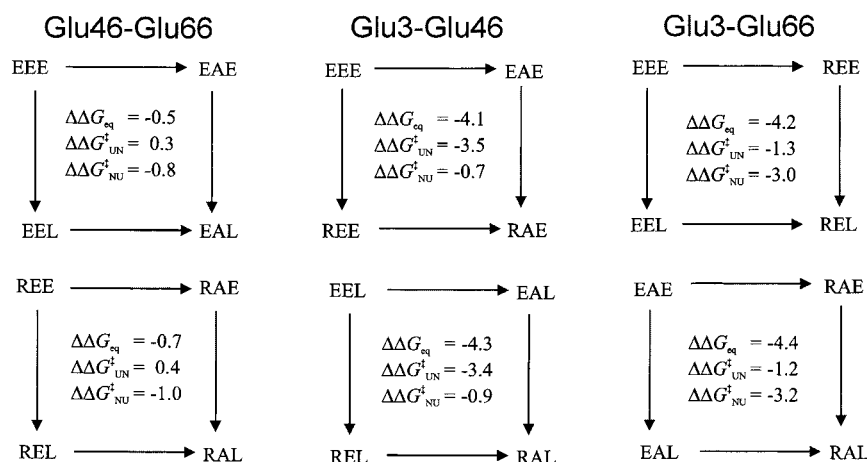 Glu46-Glu66
EEE EAE
ΔΔG_eq = -0.5
ΔΔG‡_UN = 0.3
ΔΔG‡_NU = -0.8
EEL EAL
REE RAE
ΔΔG_eq = -0.7
ΔΔG‡_UN = 0.4
ΔΔG‡_NU = -1.0
REL RAL
Glu3-Glu46
EEE EAE
ΔΔG_eq = -4.1
ΔΔG‡_UN = -3.5
ΔΔG‡_NU = -0.7
REE RAE
EEL EAL
ΔΔG_eq = -4.3
ΔΔG‡_UN = -3.4
ΔΔG‡_NU = -0.9
REL RAL
Glu3-Glu66
EEE REE
ΔΔG_eq = -4.2
ΔΔG‡_UN = -1.3
ΔΔG‡_NU = -3.0
EEL REL
EAE RAE
ΔΔG_eq = -4.4
ΔΔG‡_UN = -1.2
ΔΔG‡_NU = -3.2
EAL RAL